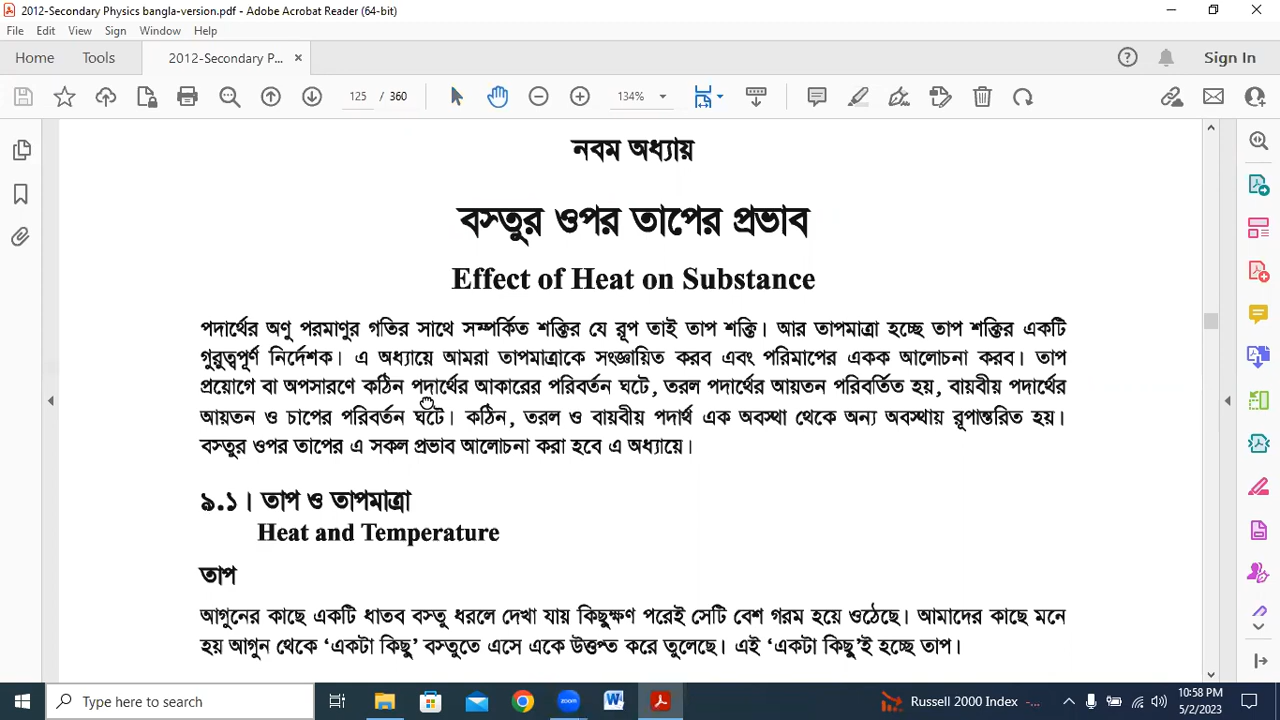 2012-Secondary Physics bangla-version.pdf - Adobe Acrobat Reader (64-bit)
File Edit View Sign Window Help
Home Tools 2012-Secondary P... × Sign In
125 / 360 134%
নবম অধ্যায়
বস্তুর ওপর তাপের প্রভাব
Effect of Heat on Substance
পদার্থের অণু পরমাণুর গতির সাথে সম্পর্কিত শক্তির যে রূপ তাই তাপ শক্তি। আর তাপমাত্রা হচ্ছে তাপ শক্তির একটি
গুরুত্বপূর্ণ নির্দেশক। এ অধ্যায়ে আমরা তাপমাত্রাকে সংজ্ঞায়িত করব এবং পরিমাপের একক আলোচনা করব। তাপ
প্রয়োগে বা অপসারণে কঠিন পদার্থের আকারের পরিবর্তন ঘটে, তরল পদার্থের আয়তন পরিবর্তিত হয়, বায়বীয় পদার্থের
আয়তন ও চাপের পরিবর্তন ঘটে। কঠিন, তরল ও বায়বীয় পদার্থ এক অবস্থা থেকে অন্য অবস্থায় রূপান্তরিত হয়।
বস্তুর ওপর তাপের এ সকল প্রভাব আলোচনা করা হবে এ অধ্যায়ে।
৯.১। তাপ ও তাপমাত্রা
Heat and Temperature
তাপ
আগুনের কাছে একটি ধাতব বস্তু ধরলে দেখা যায় কিছুক্ষণ পরেই সেটি বেশ গরম হয়ে ওঠেছে। আমাদের কাছে মনে
হয় আগুন থেকে ‘একটা কিছু’ বস্তুতে এসে একে উত্তপ্ত করে তুলেছে। এই ‘একটা কিছু’ই হচ্ছে তাপ।
Type here to search zoom Russell 2000 Index -... 10:58 PM
5/2/2023